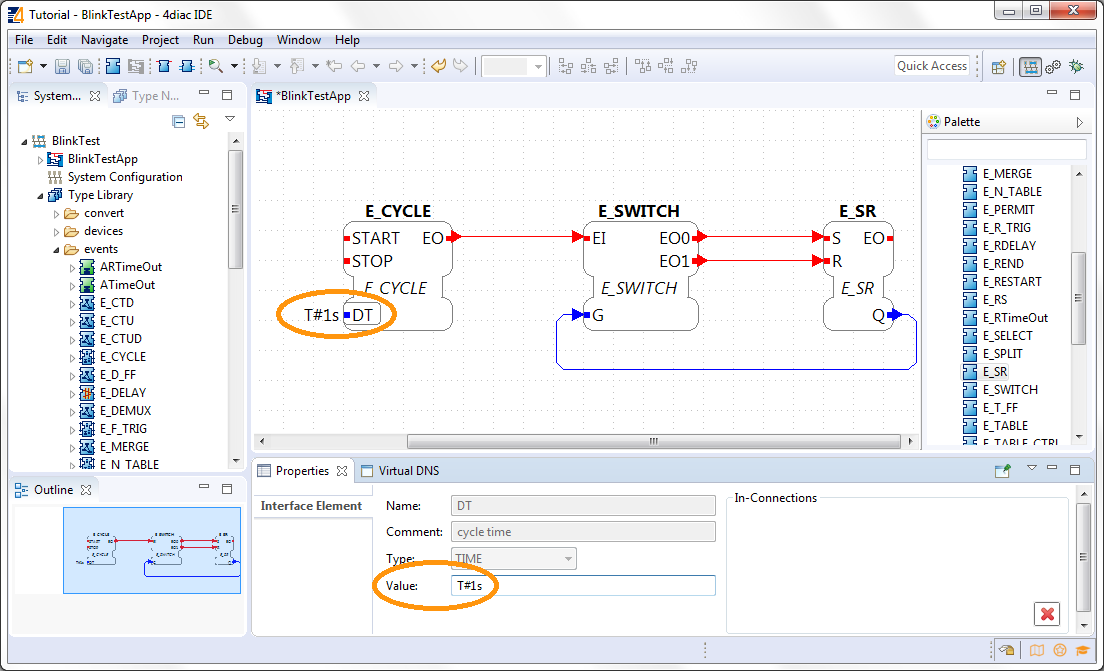 Tutorial - BlinkTestApp - 4diac IDE
File Edit Navigate Project Run Debug Window Help
Quick Access
System... Type N...
BlinkTest
BlinkTestApp
System Configuration
Type Library
convert
devices
events
ARTimeOut
ATimeOut
E_CTD
E_CTU
E_CTUD
E_CYCLE
E_D_FF
E_DELAY
E_DEMUX
E_F_TRIG
E_MERGE
E_N_TABLE
Outline
*BlinkTestApp
E_CYCLE
START EO
STOP
E_CYCLE
T#1s DT
E_SWITCH
EI EO0
EO1
E_SWITCH
G
E_SR
S EO
R
E_SR
Q
Palette
E_MERGE
E_N_TABLE
E_PERMIT
E_R_TRIG
E_RDELAY
E_REND
E_RESTART
E_RS
E_RTimeOut
E_SELECT
E_SPLIT
E_SR
E_SWITCH
E_T_FF
E_TABLE
E_TABLE_CTRL
Properties Virtual DNS
Interface Element
Name: DT
Comment: cycle time
Type: TIME
Value: T#1s
In-Connections